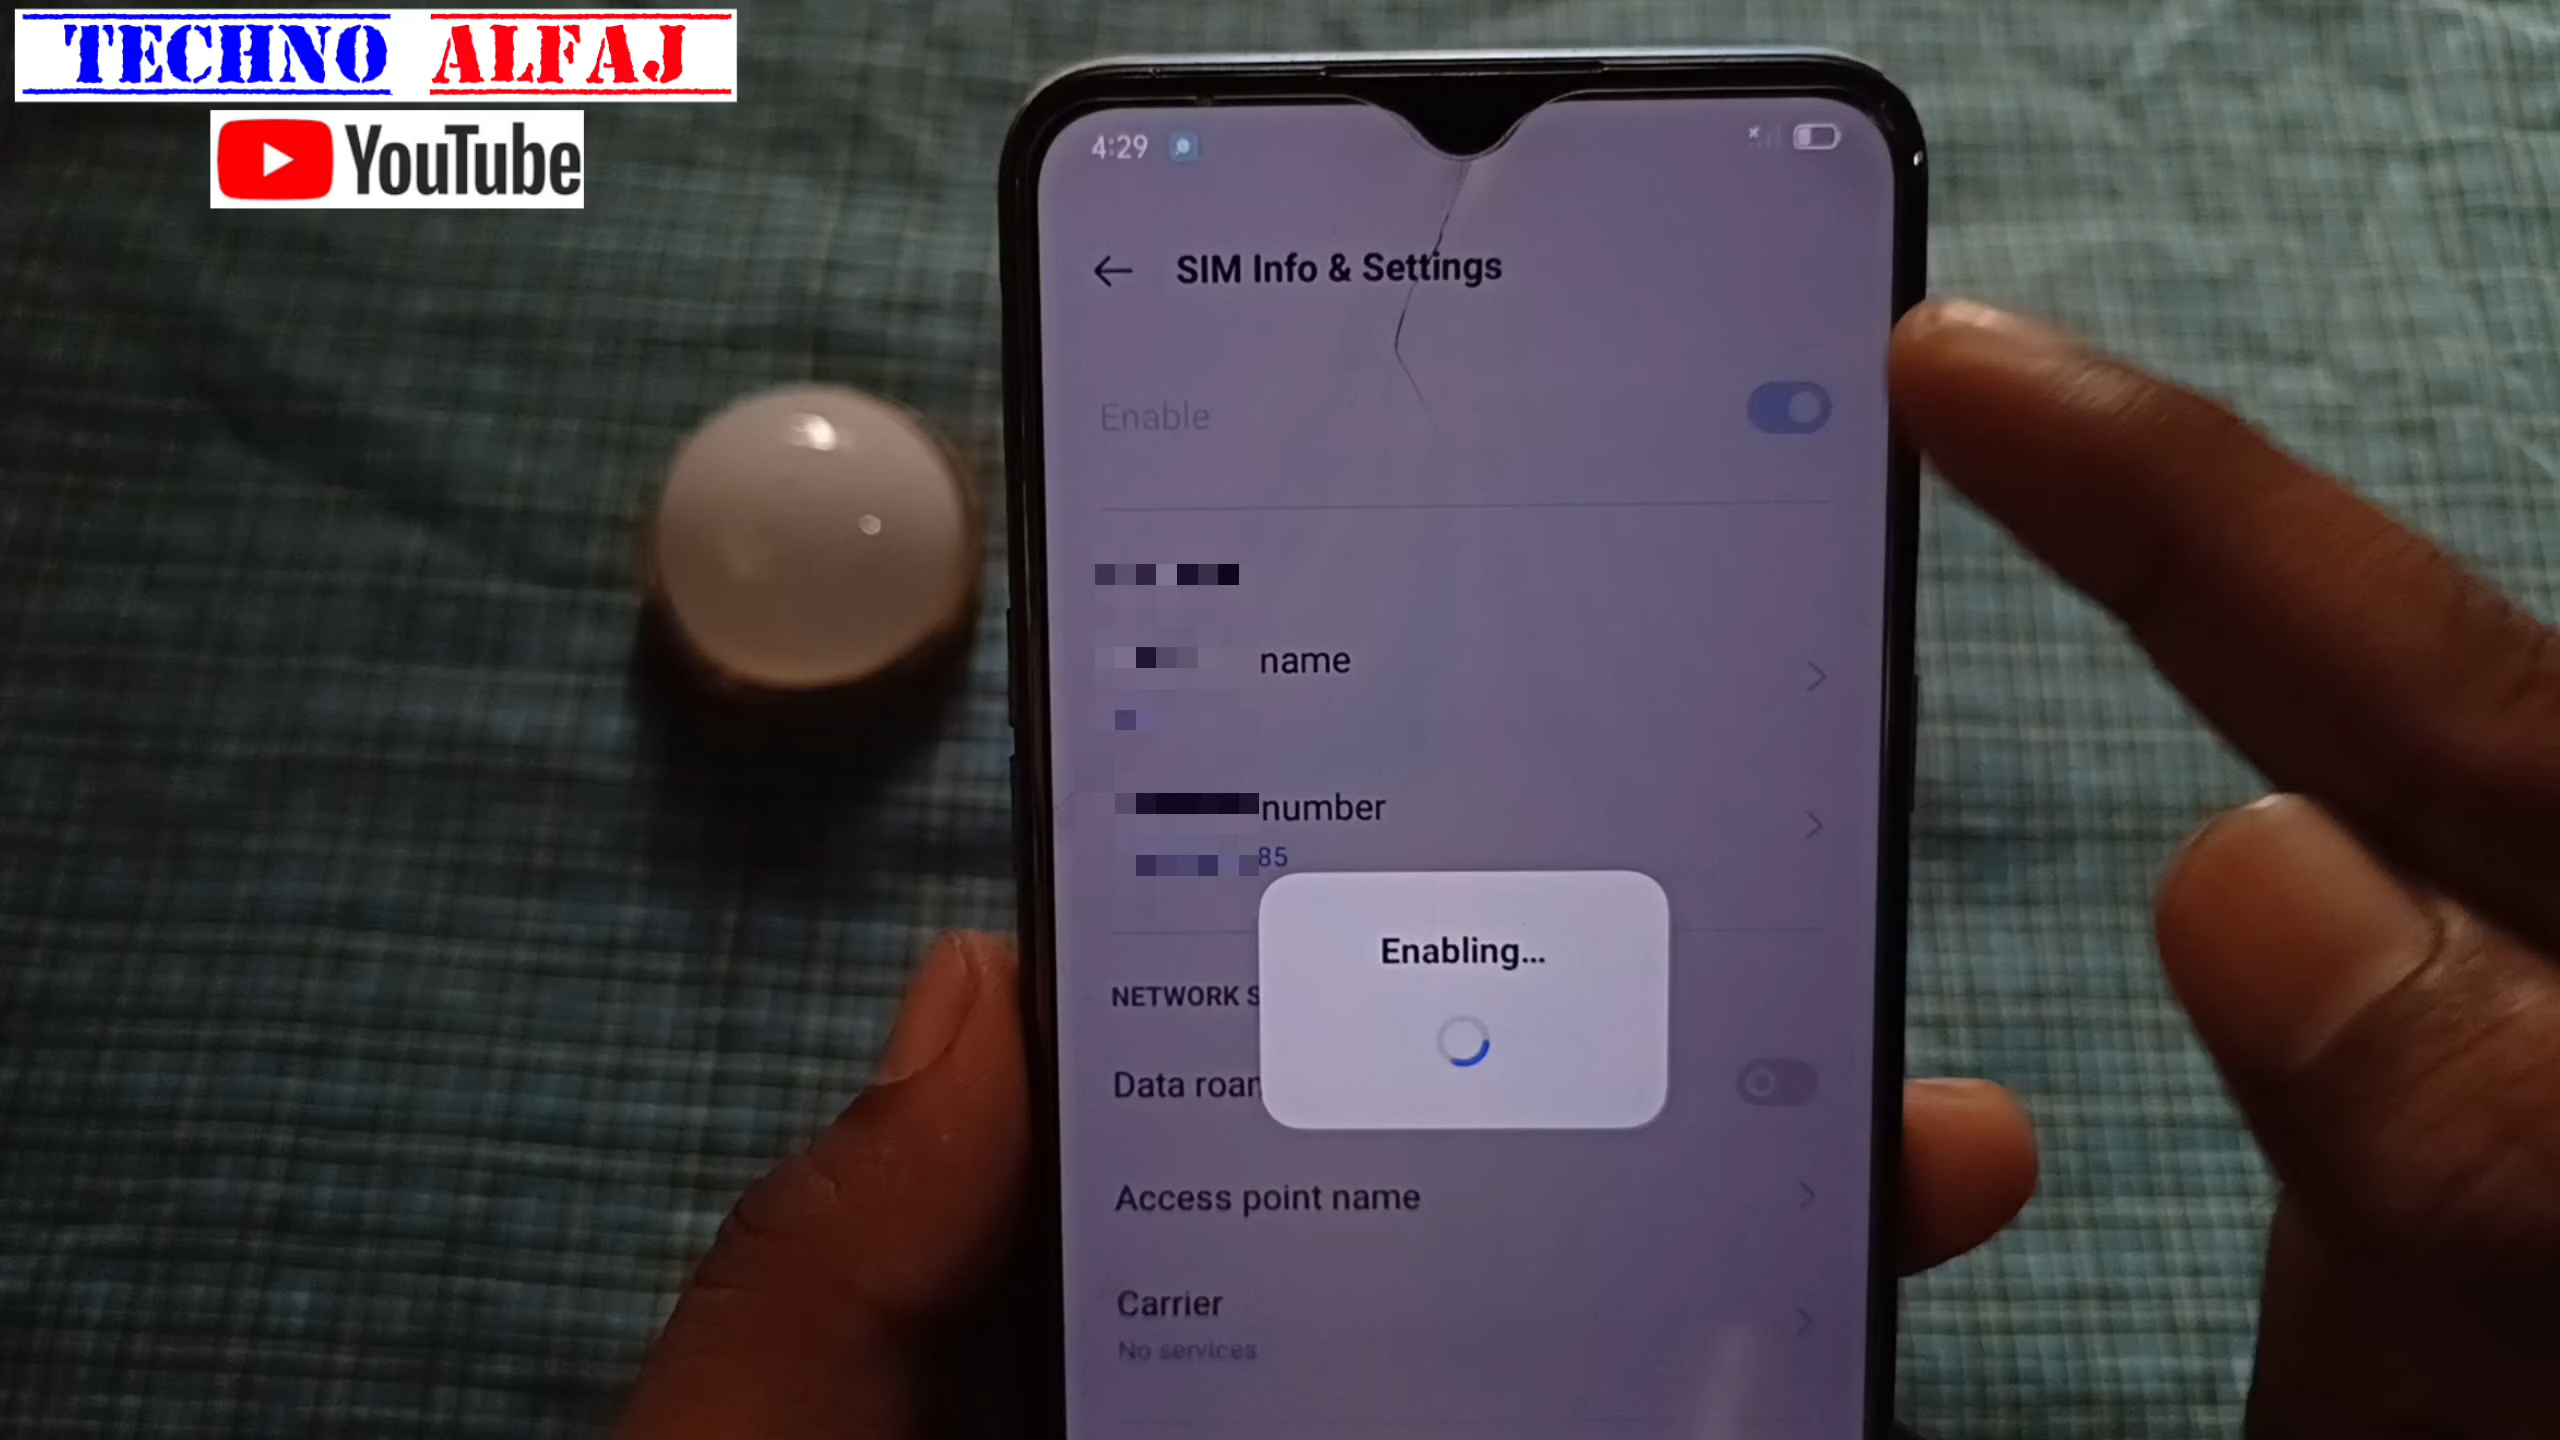 TECHNO ALFAJ
YouTube
4:29
SIM Info & Settings
Enable
name
number
85
Enabling...
NETWORK S
Data roan
Access point name
Carrier
No services